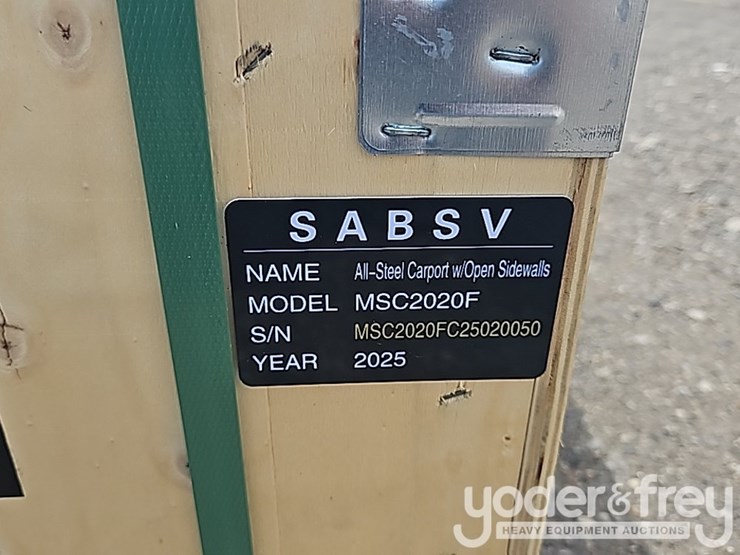 SABSV
NAME All-Steel Carport w/Open Sidewalls
MODEL MSC2020F
S/N MSC2020FC25020050
YEAR 2025
yoder&frey
HEAVY EQUIPMENT AUCTIONS